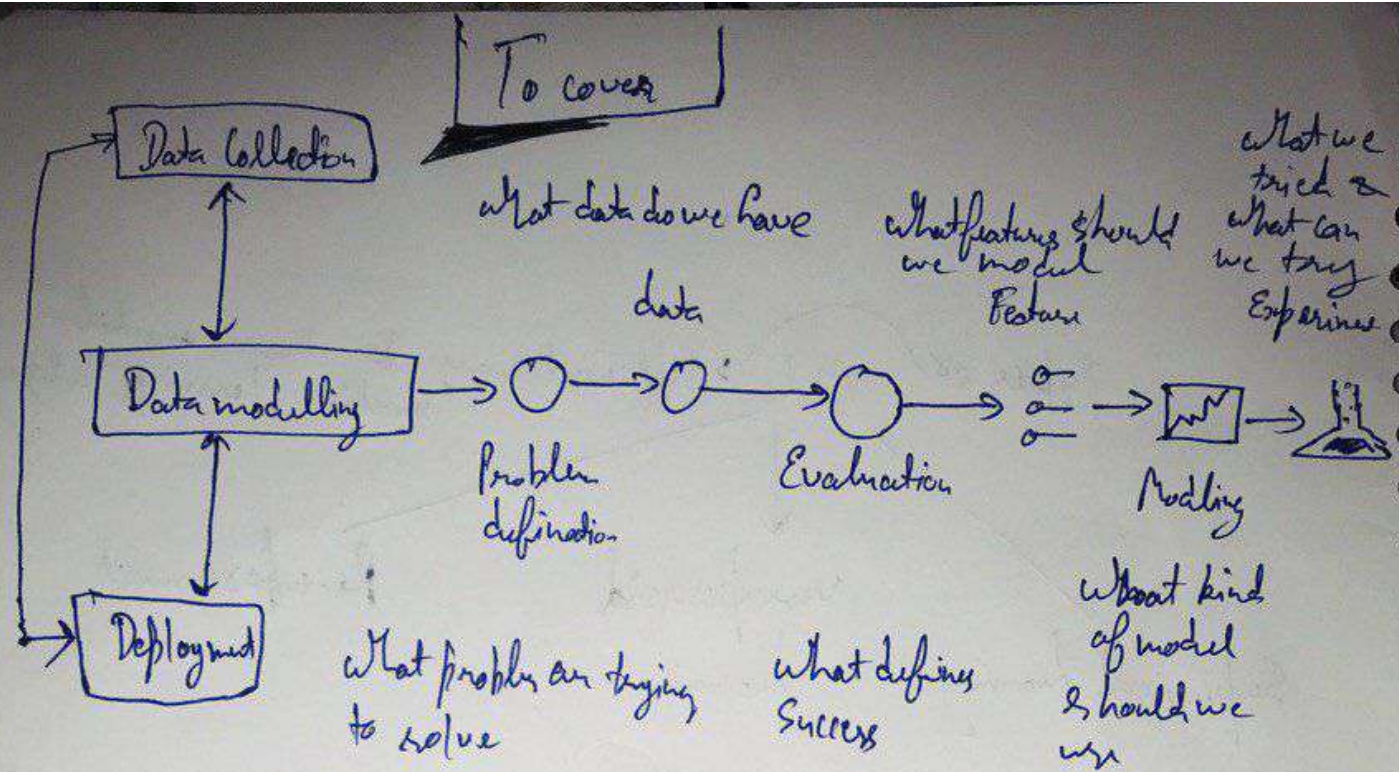 To cover
Data Collection
What we
tried &
what can
we try
Experimen
What data do we have
What features should
we model
Feature
data
Data modelling
Problem
defination
Evaluation
Modling
Deployment
What problem are trying
to solve
What defines
Success
What kind
of model
should we
use